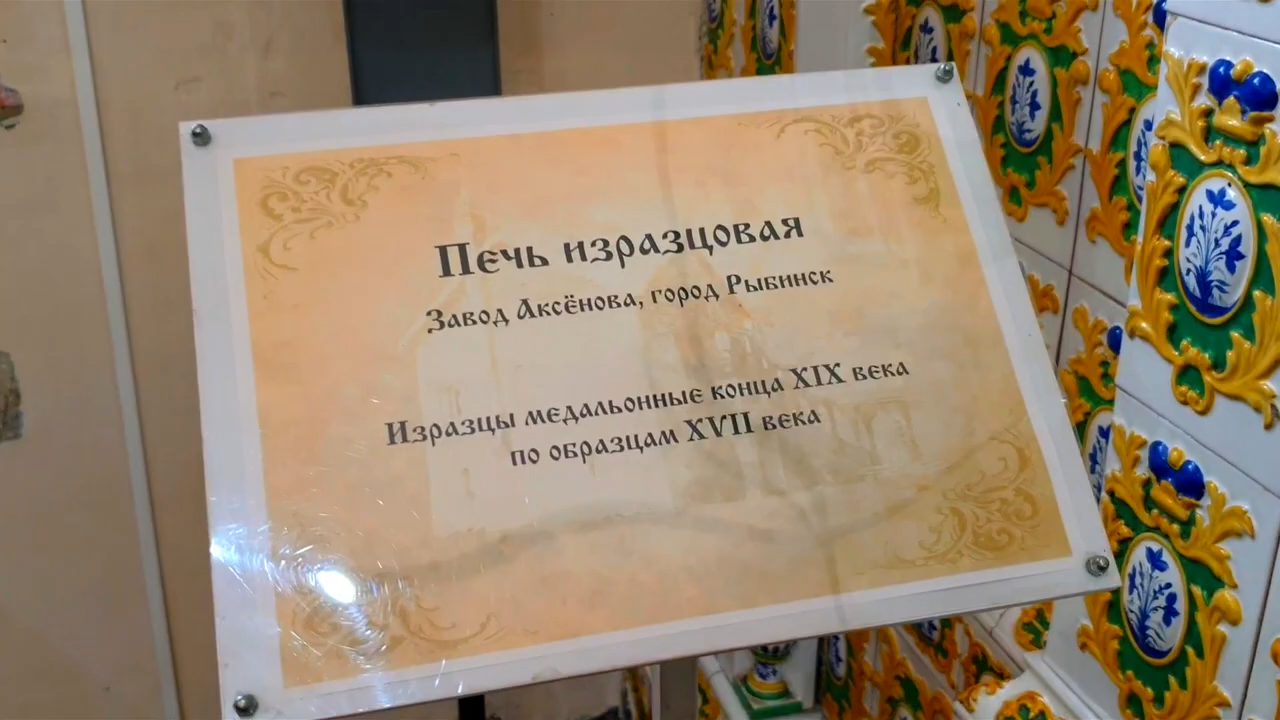 Печь изразцовая
Завод Аксёнова, город Рыбинск
Изразцы медальонные конца XIX века
по образцам XVII века